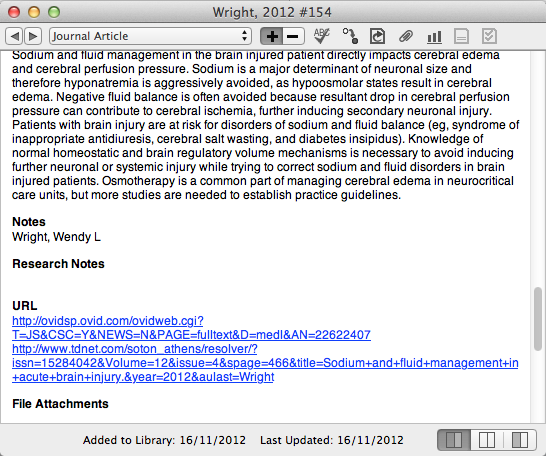 Wright, 2012 #154
Journal Article
ABC
Sodium and fluid management in the brain injured patient directly impacts cerebral edema
and cerebral perfusion pressure. Sodium is a major determinant of neuronal size and
therefore hyponatremia is aggressively avoided, as hypoosmolar states result in cerebral
edema. Negative fluid balance is often avoided because resultant drop in cerebral perfusion
pressure can contribute to cerebral ischemia, further inducing secondary neuronal injury.
Patients with brain injury are at risk for disorders of sodium and fluid balance (eg, syndrome of
inappropriate antidiuresis, cerebral salt wasting, and diabetes insipidus). Knowledge of
normal homeostatic and brain regulatory volume mechanisms is necessary to avoid inducing
further neuronal or systemic injury while trying to correct sodium and fluid disorders in brain
injured patients. Osmotherapy is a common part of managing cerebral edema in neurocritical
care units, but more studies are needed to establish practice guidelines.
Notes
Wright, Wendy L
Research Notes
URL
http://ovidsp.ovid.com/ovidweb.cgi?
T=JS&CSC=Y&NEWS=N&PAGE=fulltext&D=medl&AN=22622407
http://www.tdnet.com/soton_athens/resolver/?
issn=15284042&Volume=12&issue=4&spage=466&title=Sodium+and+fluid+management+in
+acute+brain+injury.&year=2012&aulast=Wright
File Attachments
Added to Library: 16/11/2012 Last Updated: 16/11/2012